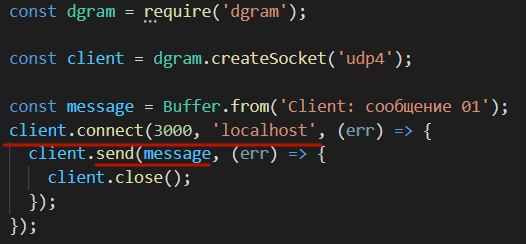 const dgram = require('dgram');
const client = dgram.createSocket('udp4');
const message = Buffer.from('Client: сообщение 01');
client.connect(3000, 'localhost', (err) => {
client.send(message, (err) => {
client.close();
});
});